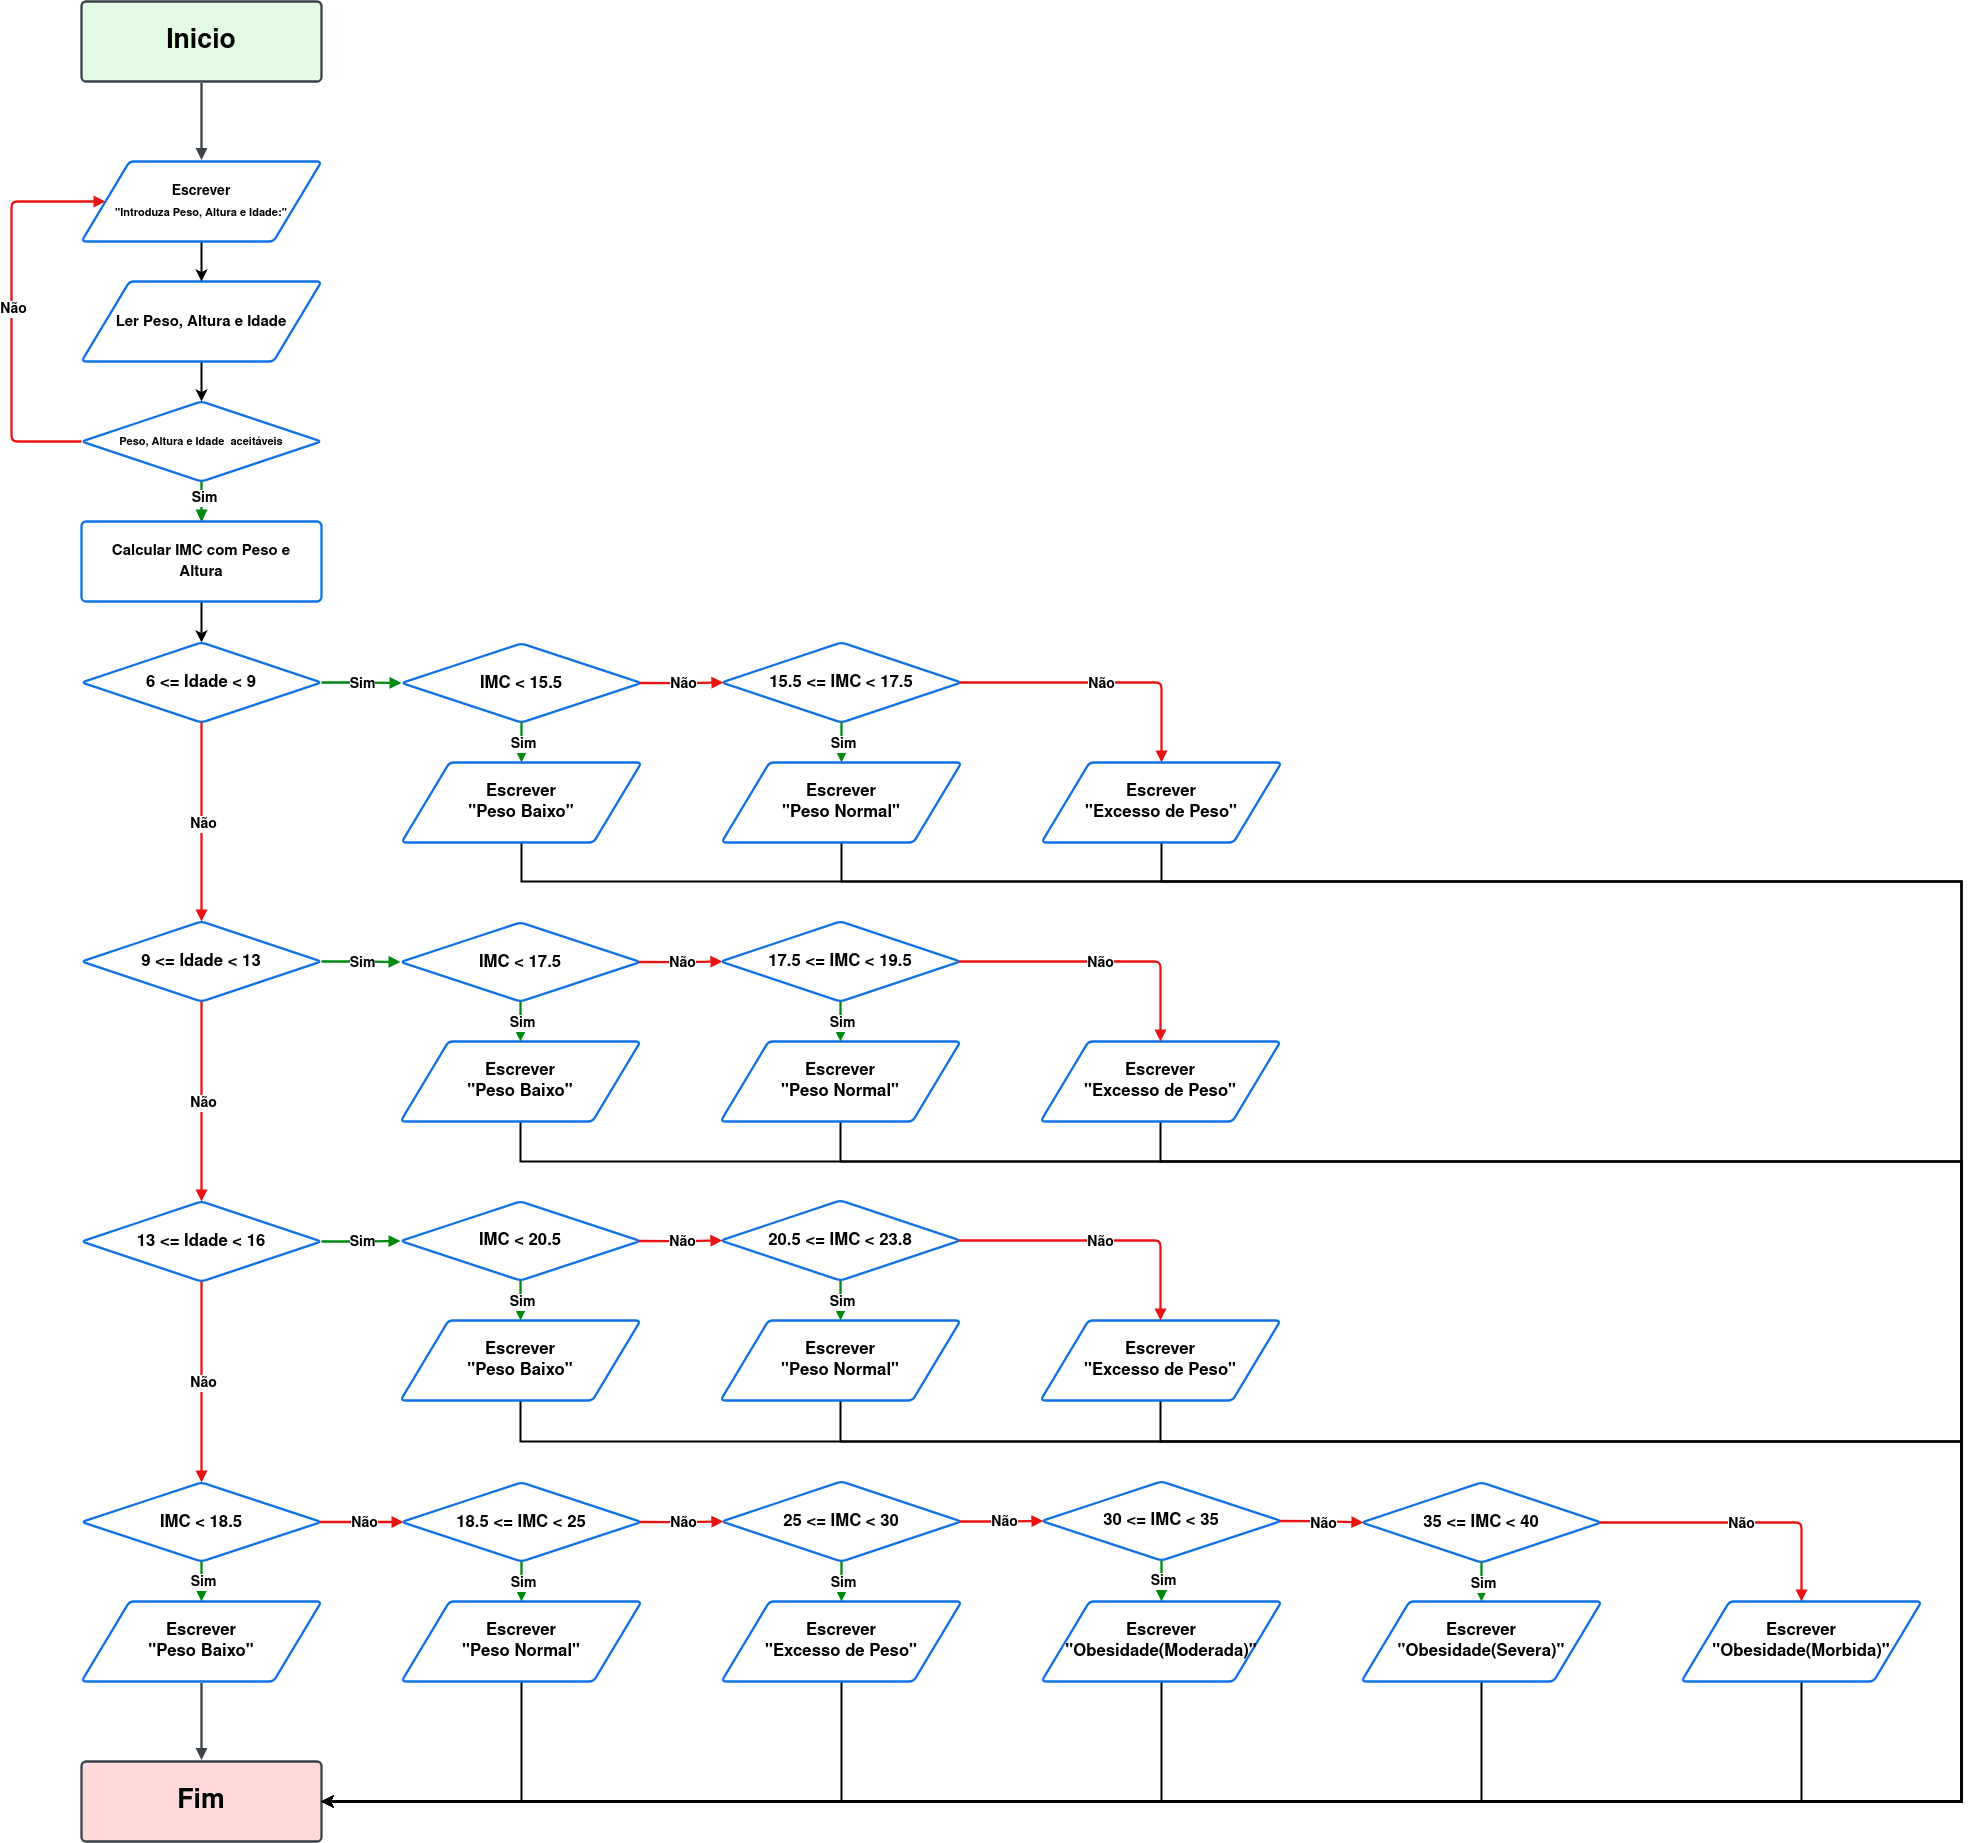 Inicio
Escrever
"Introduza Peso, Altura e Idade:"
Não
Ler Peso, Altura e Idade
Peso, Altura e Idade  aceitáveis
Sim
Calcular IMC com Peso e
Altura
6 <= Idade < 9
Sim
IMC < 15.5
Não
15.5 <= IMC < 17.5
Não
Sim
Sim
Escrever
"Peso Baixo"
Escrever
"Peso Normal"
Escrever
"Excesso de Peso"
Não
9 <= Idade < 13
Sim
IMC < 17.5
Não
17.5 <= IMC < 19.5
Não
Sim
Sim
Escrever
"Peso Baixo"
Escrever
"Peso Normal"
Escrever
"Excesso de Peso"
Não
13 <= Idade < 16
Sim
IMC < 20.5
Não
20.5 <= IMC < 23.8
Não
Sim
Sim
Escrever
"Peso Baixo"
Escrever
"Peso Normal"
Escrever
"Excesso de Peso"
Não
IMC < 18.5
Não
18.5 <= IMC < 25
Não
25 <= IMC < 30
Não
30 <= IMC < 35
Não
35 <= IMC < 40
Não
Sim
Sim
Sim
Sim
Sim
Escrever
"Peso Baixo"
Escrever
"Peso Normal"
Escrever
"Excesso de Peso"
Escrever
"Obesidade(Moderada)"
Escrever
"Obesidade(Severa)"
Escrever
"Obesidade(Morbida)"
Fim